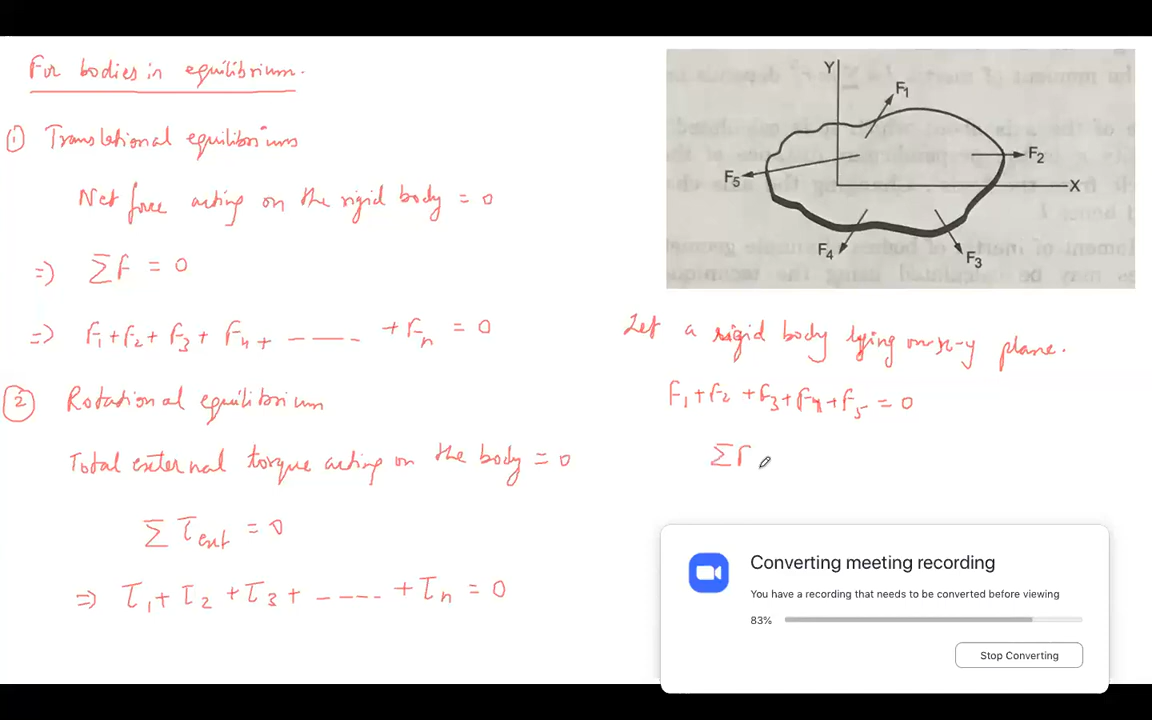 For bodies in equilibrium.
① Translational equilibriums
Net force acting on the rigid body = 0
⇒) ΣF = 0
⇒) F₁ + F₂ + F₃ + F₄ + ------ + Fₙ = 0
② Rotational equilibrium
Total external torque acting on the body = 0
Σ τext = 0
⇒ τ₁ + τ₂ + τ₃ + ------ + τₙ = 0
Y
F₁
F₂
X
F₅
F₄
F₃
Let a rigid body lying on x-y plane.
F₁ + F₂ + F₃ + F₄ + F₅ = 0
Converting meeting recording
You have a recording that needs to be converted before viewing
83%
Stop Converting